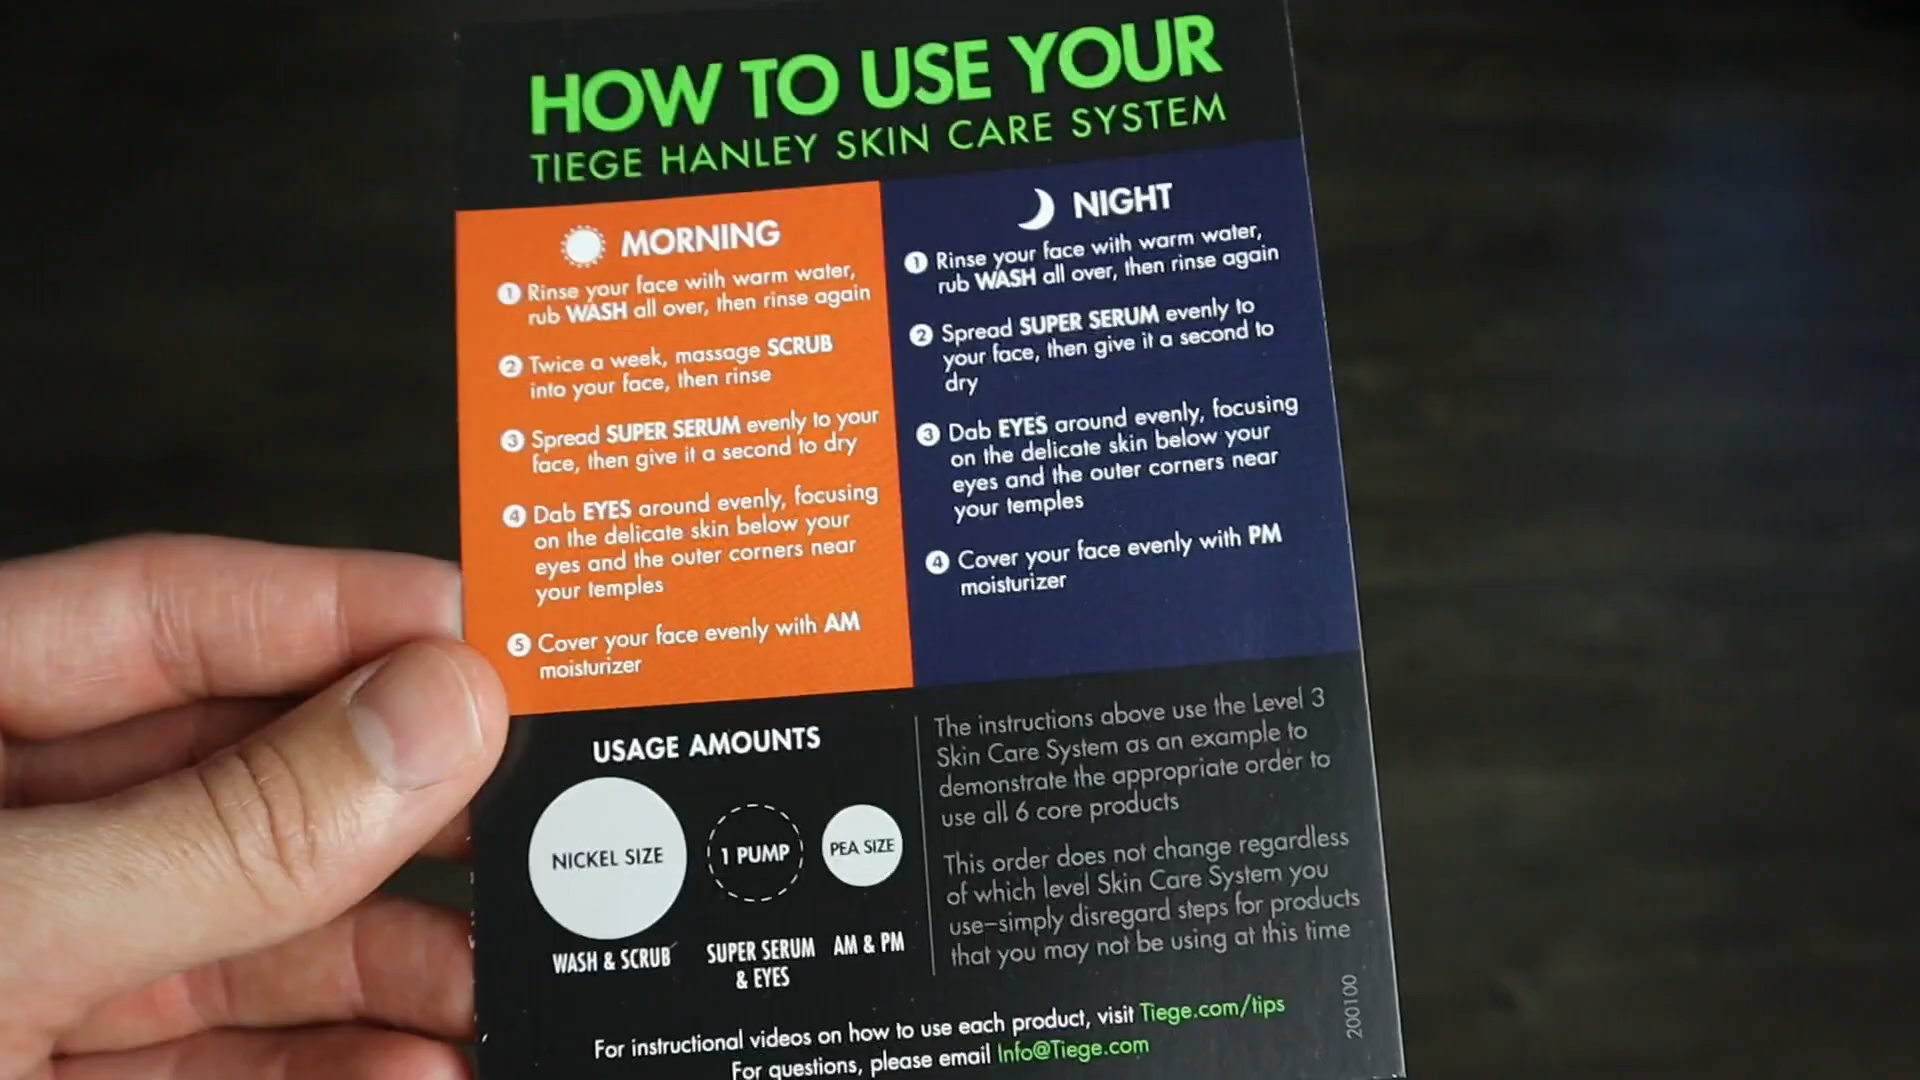 HOW TO USE YOUR
TIEGE HANLEY SKIN CARE SYSTEM
MORNING
1 Rinse your face with warm water,
rub WASH all over, then rinse again
2 Twice a week, massage SCRUB
into your face, then rinse
3 Spread SUPER SERUM evenly to your
face, then give it a second to dry
4 Dab EYES around evenly, focusing
on the delicate skin below your
eyes and the outer corners near
your temples
5 Cover your face evenly with AM
moisturizer
NIGHT
1 Rinse your face with warm water,
rub WASH all over, then rinse again
2 Spread SUPER SERUM evenly to
your face, then give it a second to
dry
3 Dab EYES around evenly, focusing
on the delicate skin below your
eyes and the outer corners near
your temples
4 Cover your face evenly with PM
moisturizer
USAGE AMOUNTS
NICKEL SIZE
WASH & SCRUB
1 PUMP
SUPER SERUM
& EYES
PEA SIZE
AM & PM
The instructions above use the Level 3
Skin Care System as an example to
demonstrate the appropriate order to
use all 6 core products
This order does not change regardless
of which level Skin Care System you
use–simply disregard steps for products
that you may not be using at this time
For instructional videos on how to use each product, visit Tiege.com/tips
For questions, please email Info@Tiege.com
200100